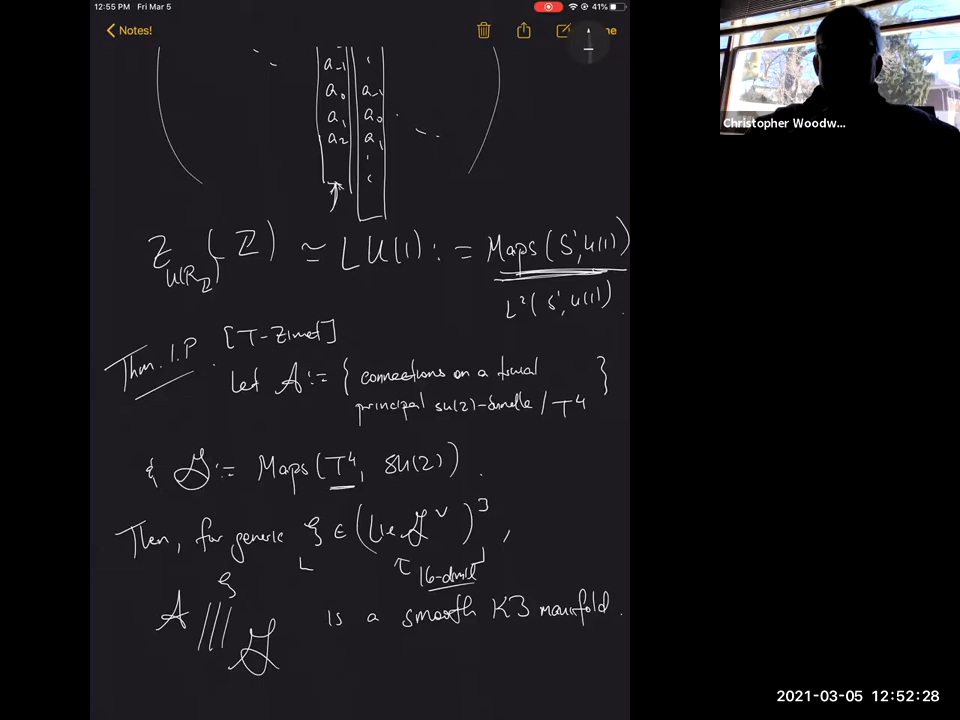 12:55 PM Fri Mar 5
41%
Notes!
a₋₁
a₀ a₋₁
a₁ a₀
a₂ a₁
Z_{U(R_Z)}(Z) ≃ LU(1) := Maps(S¹, U(1))
L²(S¹, U(1)).
Thm. 1.P. [T-Zimet]
Let A := { connections on a trivial
principal SU(2)-bundle / T⁴ }
& G := Maps(T⁴, SU(2)).
Then, for generic ξ ∈ (Lie G^∨)³,
16-dim'l
A ///^ξ G is a smooth K3 manifold.
Christopher Woodw...
2021-03-05 12:52:28